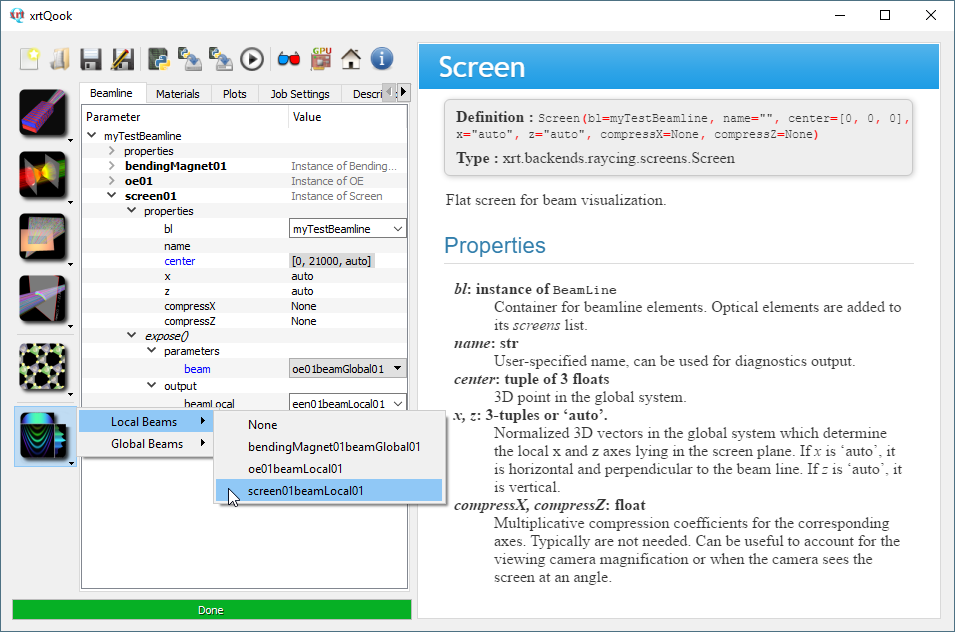 xrtQook
GPU
Beamline
Materials
Plots
Job Settings
Descri
Parameter
Value
myTestBeamline
properties
bendingMagnet01
Instance of Bending...
oe01
Instance of OE
screen01
Instance of Screen
properties
bl
myTestBeamline
name
center
[0, 21000, auto]
x
auto
z
auto
compressX
None
compressZ
None
expose()
parameters
beam
oe01beamGlobal01
output
beamLocal
een01beamLocal01
Local Beams
Global Beams
None
bendingMagnet01beamGlobal01
oe01beamLocal01
screen01beamLocal01
Done
Screen
Definition : Screen(bl=myTestBeamline, name="", center=[0, 0, 0],
x="auto", z="auto", compressX=None, compressZ=None)
Type : xrt.backends.raycing.screens.Screen
Flat screen for beam visualization.
Properties
bl: instance of BeamLine
Container for beamline elements. Optical elements are added to
its screens list.
name: str
User-specified name, can be used for diagnostics output.
center: tuple of 3 floats
3D point in the global system.
x, z: 3-tuples or ‘auto’.
Normalized 3D vectors in the global system which determine
the local x and z axes lying in the screen plane. If x is ‘auto’, it
is horizontal and perpendicular to the beam line. If z is ‘auto’, it
is vertical.
compressX, compressZ: float
Multiplicative compression coefficients for the corresponding
axes. Typically are not needed. Can be useful to account for the
viewing camera magnification or when the camera sees the
screen at an angle.